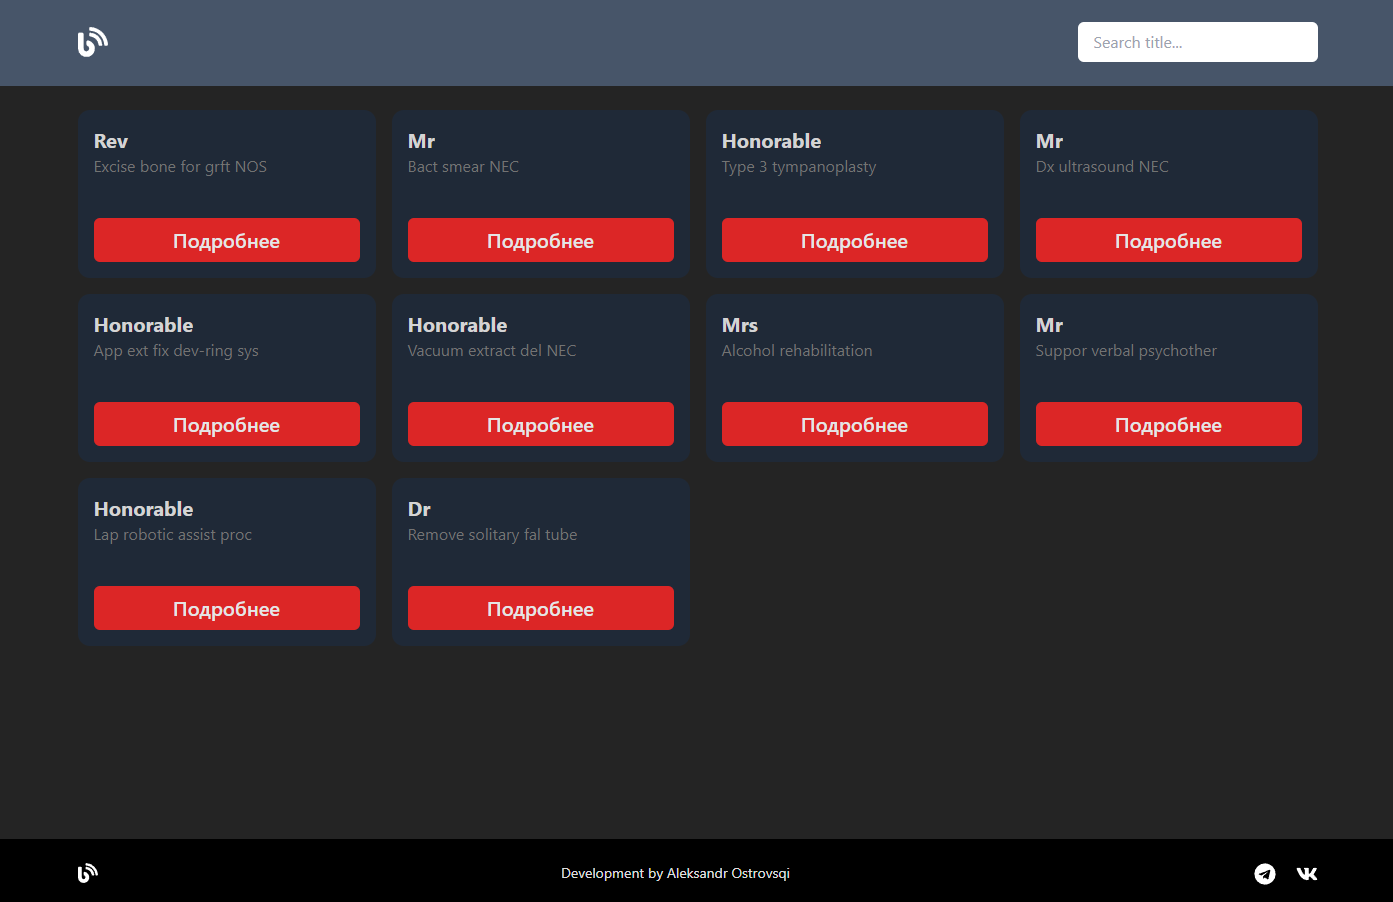 Search title...
Rev
Excise bone for grft NOS
Подробнее
Mr
Bact smear NEC
Подробнее
Honorable
Type 3 tympanoplasty
Подробнее
Mr
Dx ultrasound NEC
Подробнее
Honorable
App ext fix dev-ring sys
Подробнее
Honorable
Vacuum extract del NEC
Подробнее
Mrs
Alcohol rehabilitation
Подробнее
Mr
Suppor verbal psychother
Подробнее
Honorable
Lap robotic assist proc
Подробнее
Dr
Remove solitary fal tube
Подробнее
Development by Aleksandr Ostrovsqi